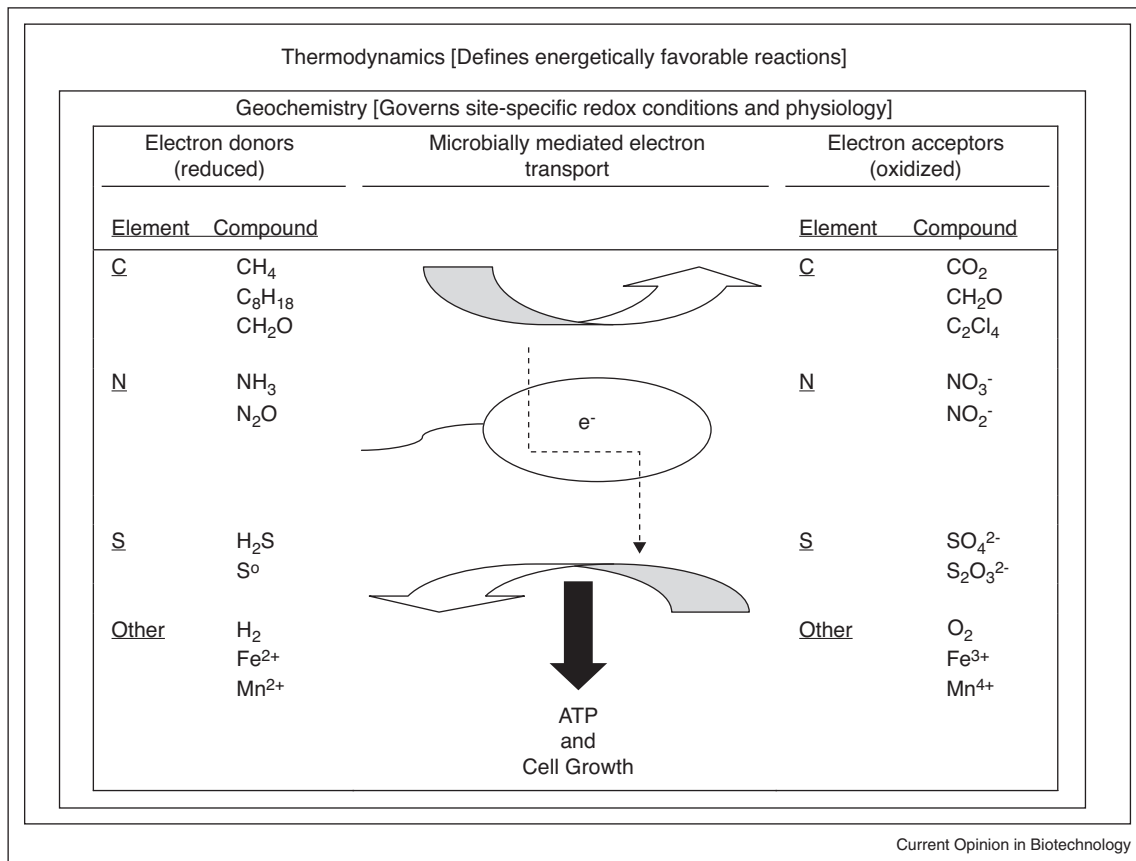 Thermodynamics [Defines energetically favorable reactions]
Geochemistry [Governs site-specific redox conditions and physiology]
Electron donors
(reduced)
Microbially mediated electron
transport
Electron acceptors
(oxidized)
Element Compound
Element Compound
C CH₄
C₈H₁₈
CH₂O
C CO₂
CH₂O
C₂Cl₄
N NH₃
N₂O
e⁻
N NO₃⁻
NO₂⁻
S H₂S
S⁰
S SO₄²⁻
S₂O₃²⁻
Other H₂
Fe²⁺
Mn²⁺
Other O₂
Fe³⁺
Mn⁴⁺
ATP
and
Cell Growth
Current Opinion in Biotechnology